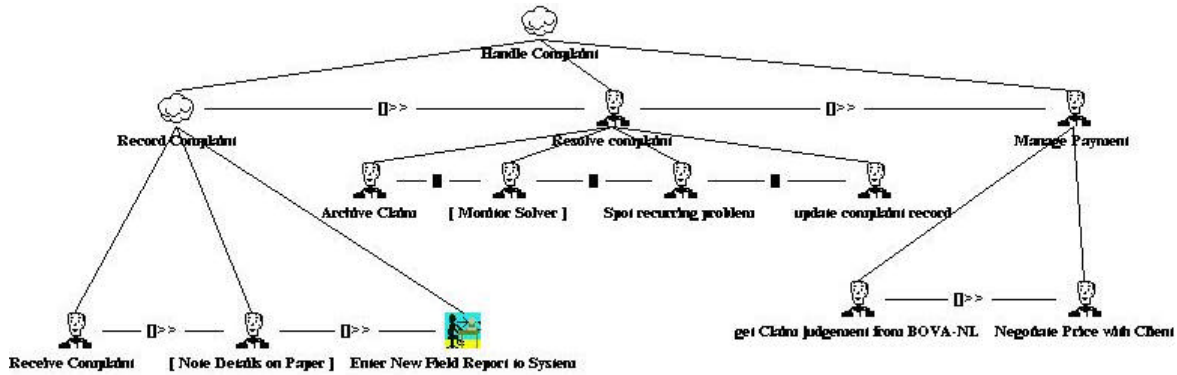 Handle Complaint
[]>>
[]>>
Record Complaint
Resolve complaint
Manage Payment
Archive Claim
[ Monitor Solver ]
Spot recurring problem
update complaint record
[]>>
[]>>
[]>>
Receive Complaint
[ Note Details on Paper ]
Enter New Field Report to System
get Claim judgement from BOVA-NL
Negotiate Price with Client